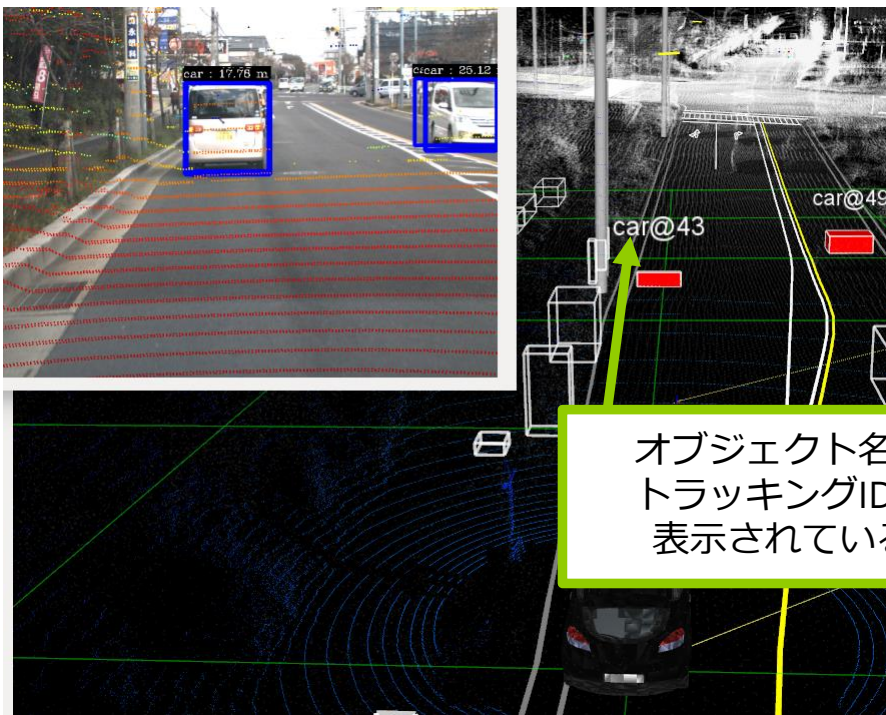 car : 17.76 m
car : 25.12
car@43
car@49
オブジェクト名
トラッキングID
表示されている